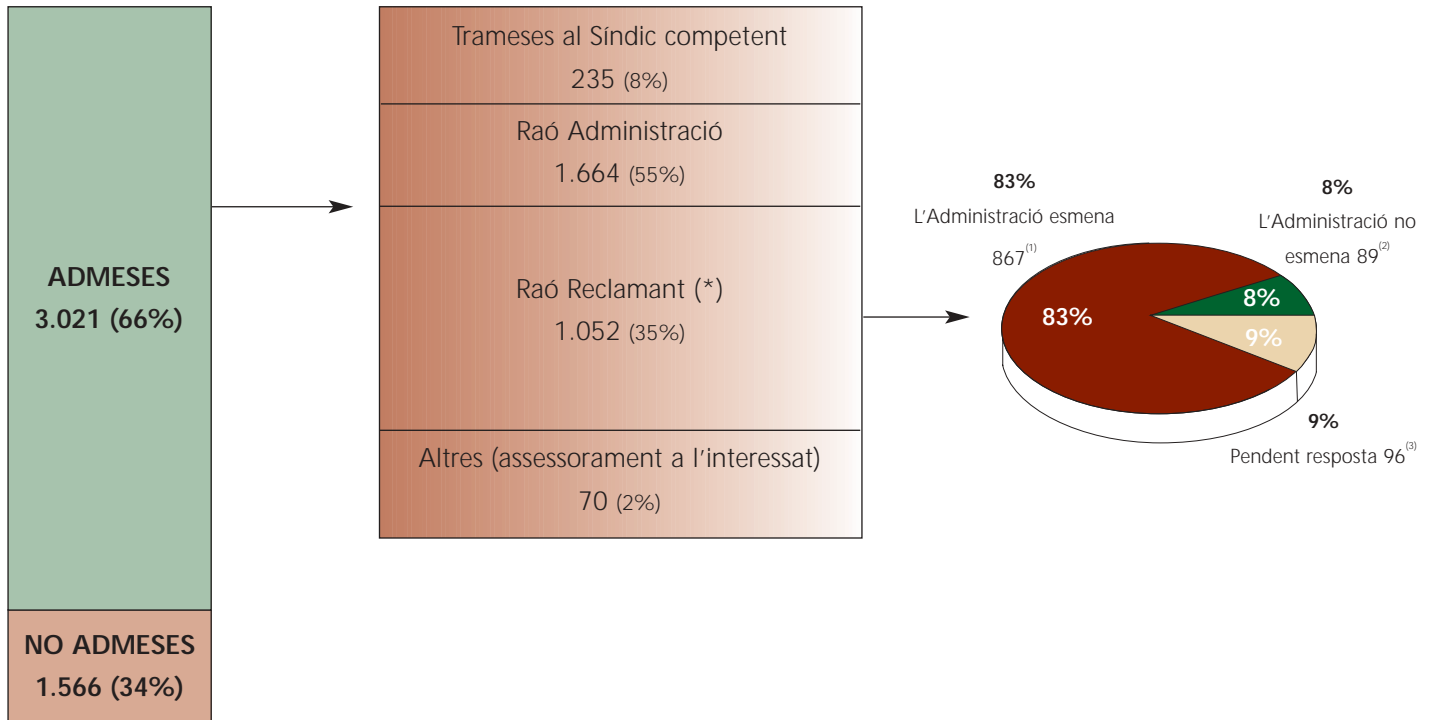 ADMESES
3.021 (66%)
NO ADMESES
1.566 (34%)
Trameses al Síndic competent
235 (8%)
Raó Administració
1.664 (55%)
Raó Reclamant (*)
1.052 (35%)
Altres (assessorament a l'interessat)
70 (2%)
83%
L'Administració esmena
867(1)
8%
L'Administració no
esmena 89(2)
83%
8%
9%
9%
Pendent resposta 96(3)